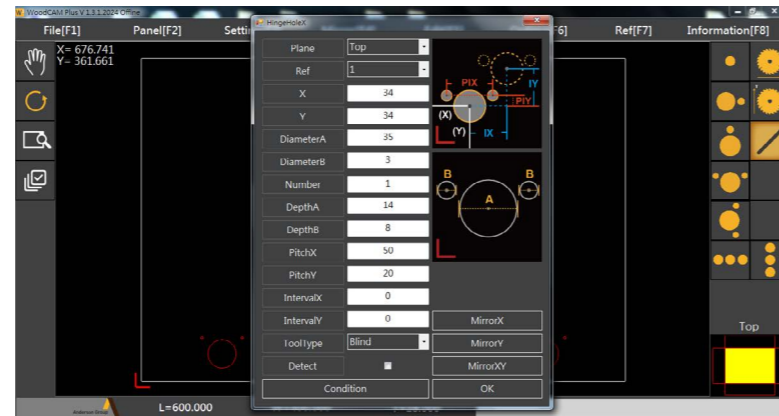 WoodCAM Plus V 1.3.1.2024 Offline
HingeHoleX
File[F1] Panel[F2] Setti F6] Ref[F7] Information[F8]
X= 676.741
Y= 361.661
Plane Top
Ref 1
X 34
Y 34
DiameterA 35
DiameterB 3
Number 1
DepthA 14
DepthB 8
PitchX 50
PitchY 20
IntervalX 0
IntervalY 0
ToolType Blind
Detect
Condition
PIX IY
(X) PIY
(Y) IX
B B
A
MirrorX
MirrorY
MirrorXY
OK
Top
Anderson Group
L=600.000